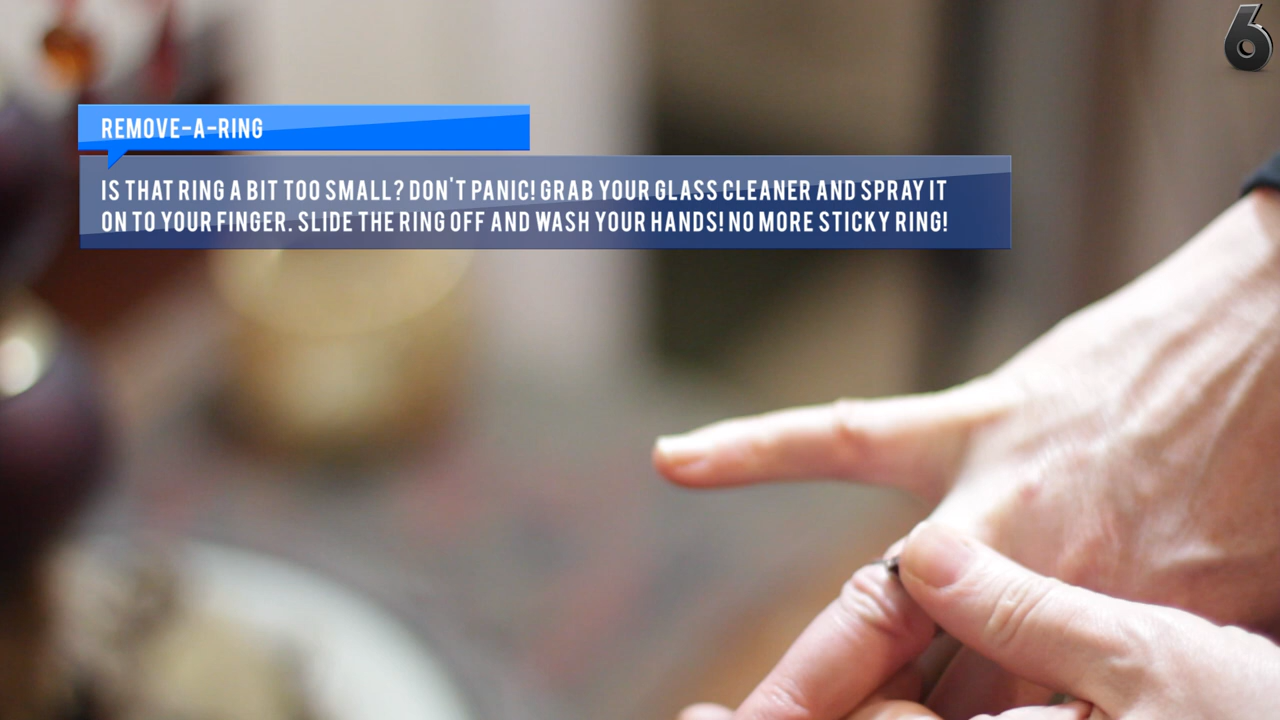 6
REMOVE-A-RING
IS THAT RING A BIT TOO SMALL? DON'T PANIC! GRAB YOUR GLASS CLEANER AND SPRAY IT
ON TO YOUR FINGER. SLIDE THE RING OFF AND WASH YOUR HANDS! NO MORE STICKY RING!